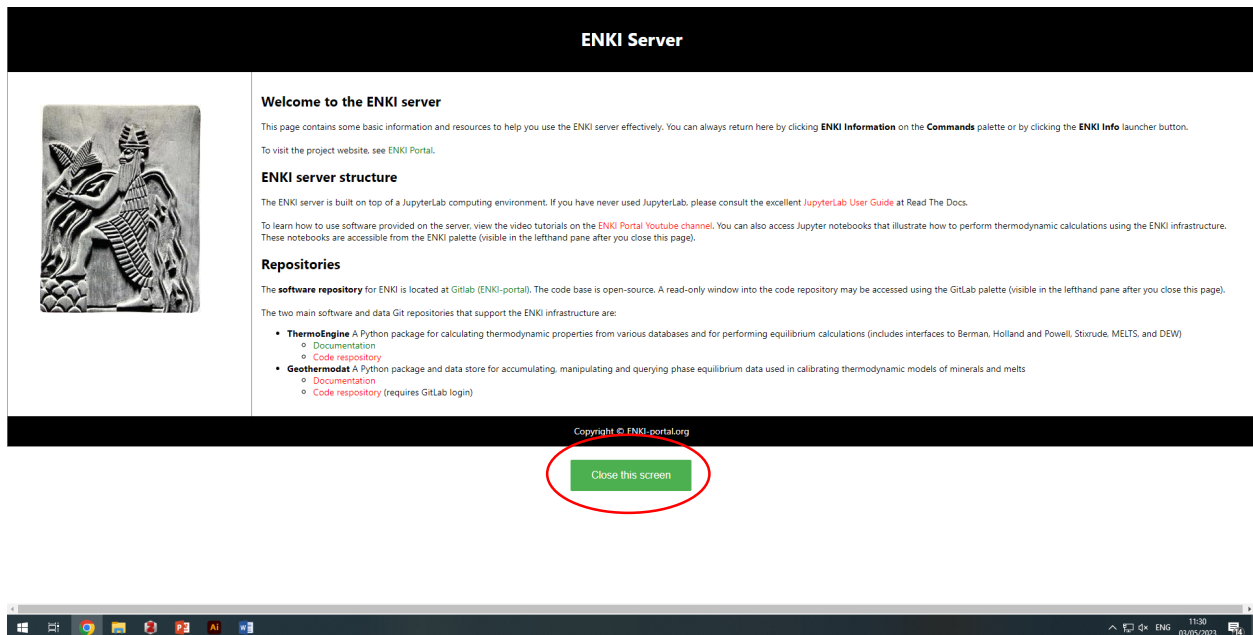 ENKI Server
Welcome to the ENKI server
This page contains some basic information and resources to help you use the ENKI server effectively. You can always return here by clicking ENKI Information on the Commands palette or by clicking the ENKI Info launcher button.
To visit the project website, see ENKI Portal.
ENKI server structure
The ENKI server is built on top of a JupyterLab computing environment. If you have never used JupyterLab, please consult the excellent JupyterLab User Guide at Read The Docs.
To learn how to use software provided on the server, view the video tutorials on the ENKI Portal Youtube channel. You can also access Jupyter notebooks that illustrate how to perform thermodynamic calculations using the ENKI infrastructure.
These notebooks are accessible from the ENKI palette (visible in the lefthand pane after you close this page).
Repositories
The software repository for ENKI is located at Gitlab (ENKI-portal). The code base is open-source. A read-only window into the code repository may be accessed using the GitLab palette (visible in the lefthand pane after you close this page).
The two main software and data Git repositories that support the ENKI infrastructure are:
• ThermoEngine A Python package for calculating thermodynamic properties from various databases and for performing equilibrium calculations (includes interfaces to Berman, Holland and Powell, Stixrude, MELTS, and DEW)
◦ Documentation
◦ Code respository
• Geothermodat A Python package and data store for accumulating, manipulating and querying phase equilibrium data used in calibrating thermodynamic models of minerals and melts
◦ Documentation
◦ Code respository (requires GitLab login)
Copyright © ENKI-portal.org
Close this screen
ENG
11:30
03/05/2023
14